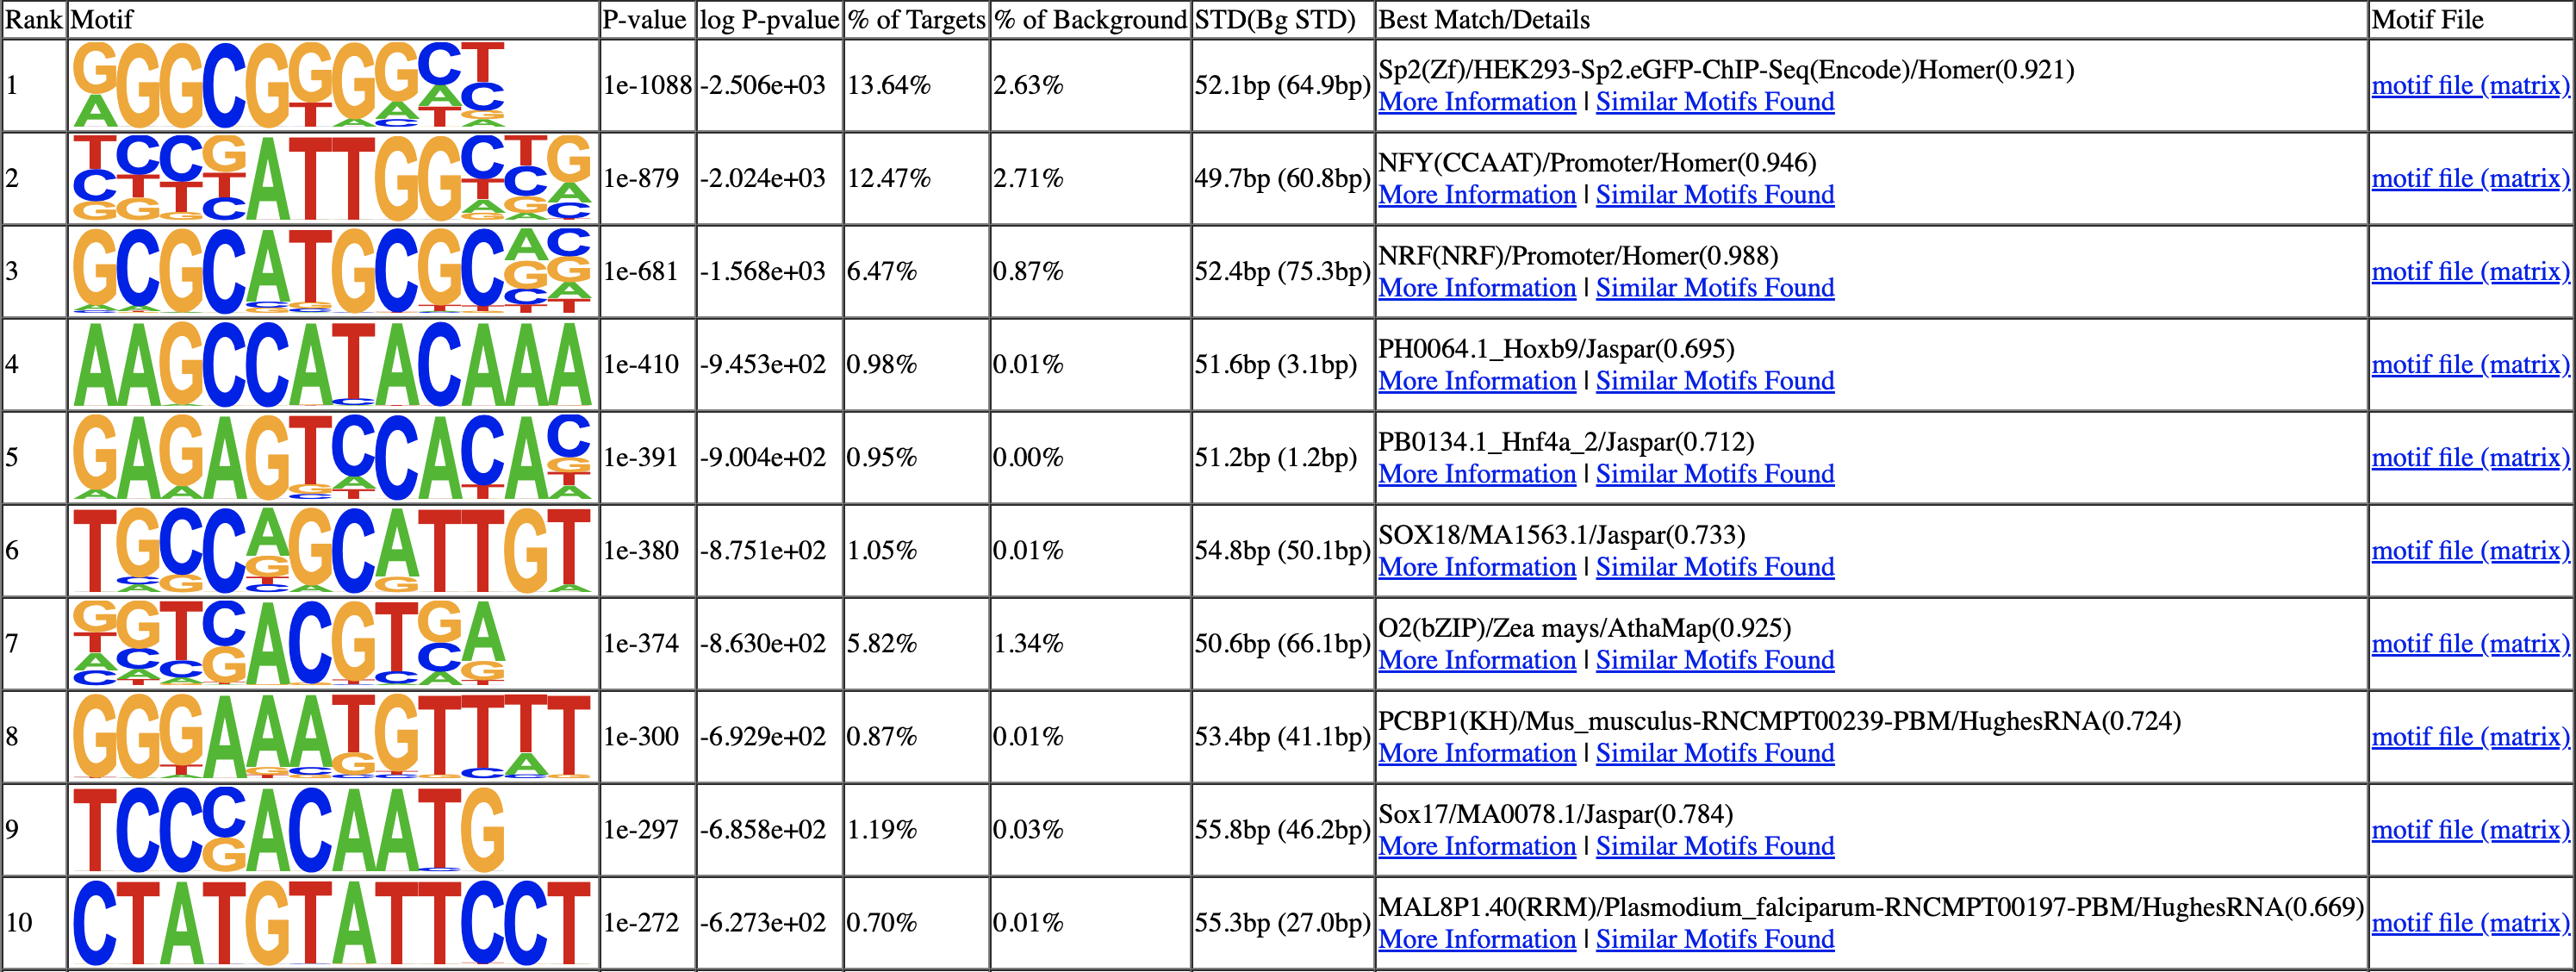 Rank Motif P-value log P-pvalue % of Targets % of Background STD(Bg STD) Best Match/Details Motif File
1 GGGCGGGGCT 1e-1088 -2.506e+03 13.64% 2.63% 52.1bp (64.9bp) Sp2(Zf)/HEK293-Sp2.eGFP-ChIP-Seq(Encode)/Homer(0.921)
More Information | Similar Motifs Found motif file (matrix)
2 TCCGATTGGCTG 1e-879 -2.024e+03 12.47% 2.71% 49.7bp (60.8bp) NFY(CCAAT)/Promoter/Homer(0.946)
More Information | Similar Motifs Found motif file (matrix)
3 GCGCATGCGCAC 1e-681 -1.568e+03 6.47% 0.87% 52.4bp (75.3bp) NRF(NRF)/Promoter/Homer(0.988)
More Information | Similar Motifs Found motif file (matrix)
4 AAGCCATACAAA 1e-410 -9.453e+02 0.98% 0.01% 51.6bp (3.1bp) PH0064.1_Hoxb9/Jaspar(0.695)
More Information | Similar Motifs Found motif file (matrix)
5 GAGAGTCCACAC 1e-391 -9.004e+02 0.95% 0.00% 51.2bp (1.2bp) PB0134.1_Hnf4a_2/Jaspar(0.712)
More Information | Similar Motifs Found motif file (matrix)
6 TGCCAGCATTGT 1e-380 -8.751e+02 1.05% 0.01% 54.8bp (50.1bp) SOX18/MA1563.1/Jaspar(0.733)
More Information | Similar Motifs Found motif file (matrix)
7 GGTCACGTGA 1e-374 -8.630e+02 5.82% 1.34% 50.6bp (66.1bp) O2(bZIP)/Zea mays/AthaMap(0.925)
More Information | Similar Motifs Found motif file (matrix)
8 GGGAAATGTTTT 1e-300 -6.929e+02 0.87% 0.01% 53.4bp (41.1bp) PCBP1(KH)/Mus_musculus-RNCMPT00239-PBM/HughesRNA(0.724)
More Information | Similar Motifs Found motif file (matrix)
9 TCCCACAATG 1e-297 -6.858e+02 1.19% 0.03% 55.8bp (46.2bp) Sox17/MA0078.1/Jaspar(0.784)
More Information | Similar Motifs Found motif file (matrix)
10 CTATGTATTCCT 1e-272 -6.273e+02 0.70% 0.01% 55.3bp (27.0bp) MAL8P1.40(RRM)/Plasmodium_falciparum-RNCMPT00197-PBM/HughesRNA(0.669)
More Information | Similar Motifs Found motif file (matrix)